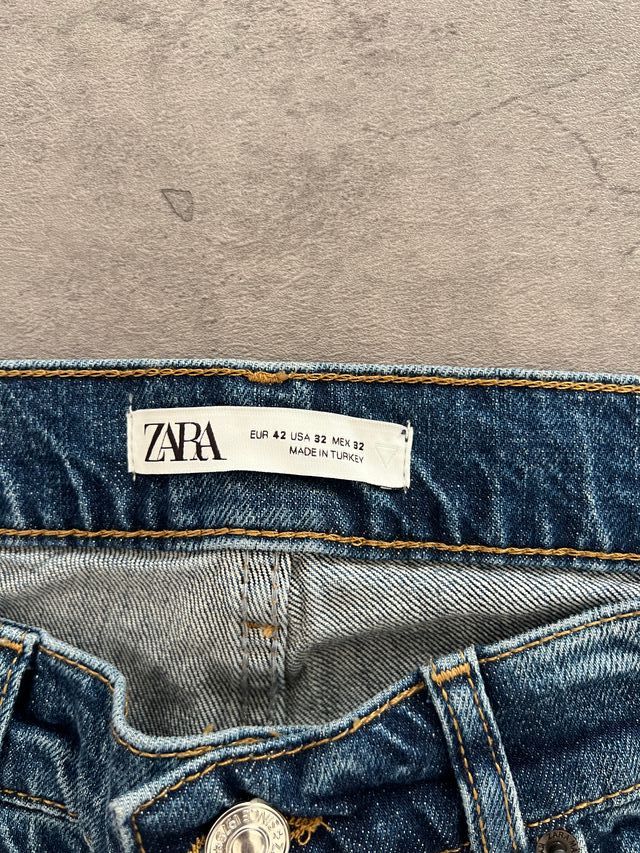 ZARA
EUR 42 USA 32 MEX 32
MADE IN TURKEY